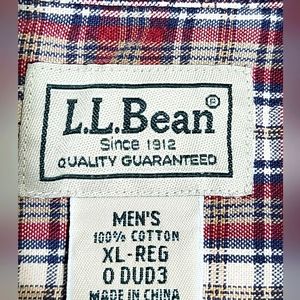 L.L.Bean®
Since 1912
QUALITY GUARANTEED
MEN'S
100% COTTON
XL-REG
0 DUD3
MADE IN CHINA